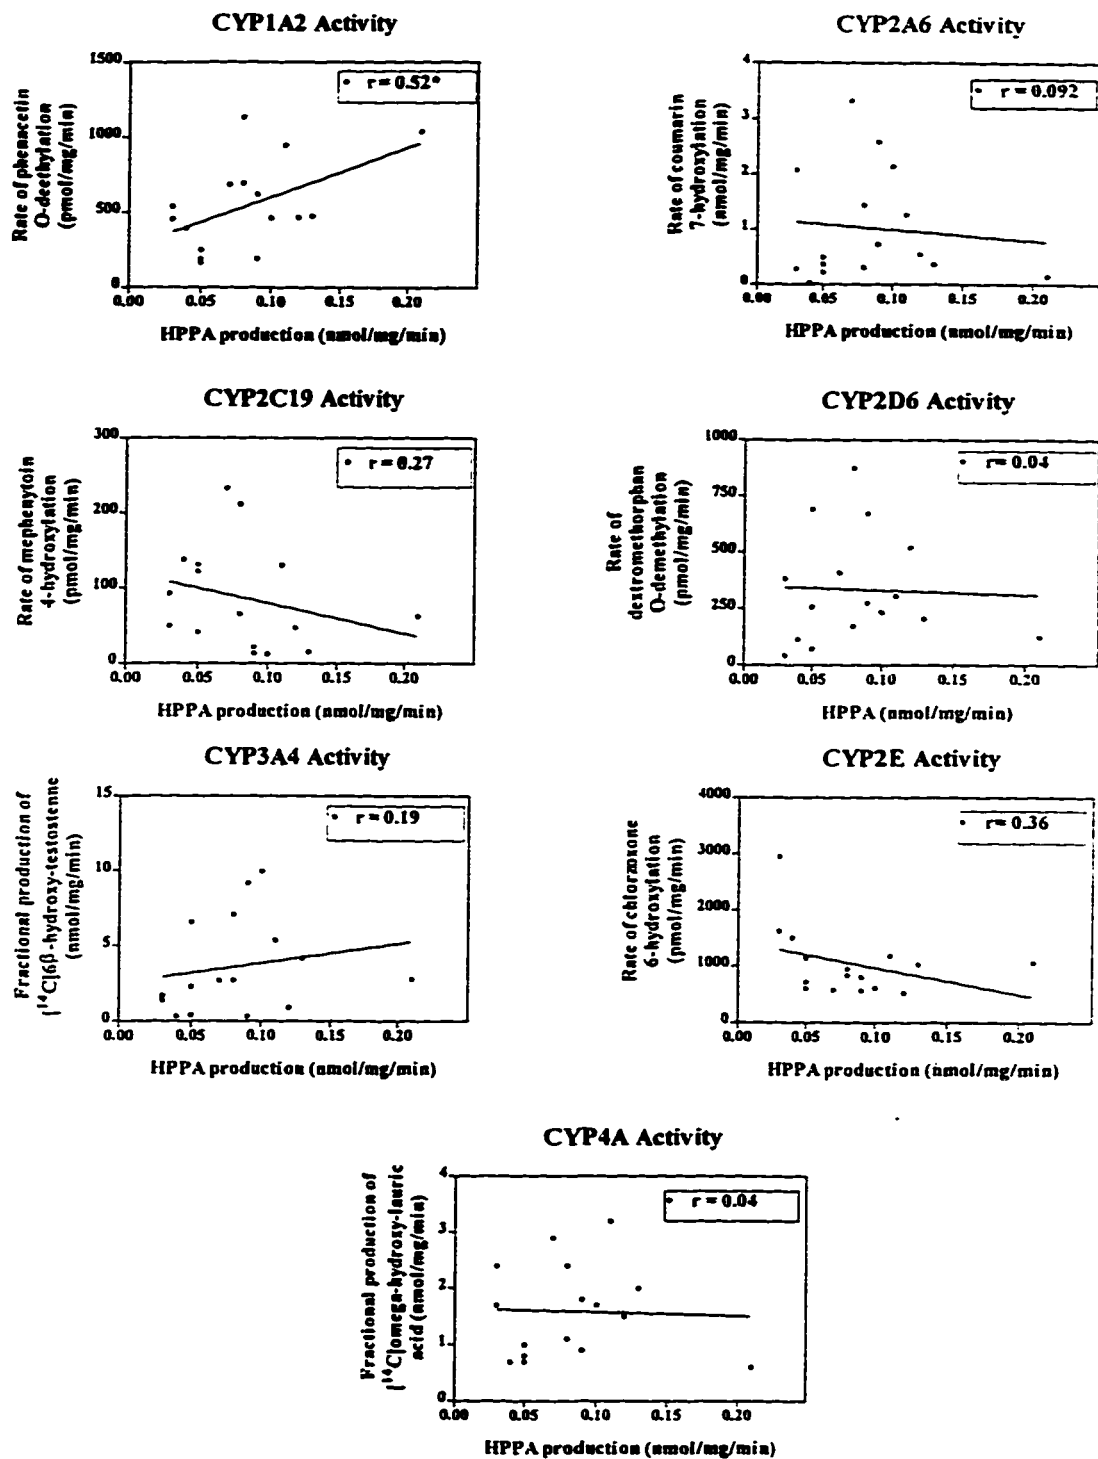 CYP1A2 Activity
1500
1000
500
0
r = 0.52*
Rate of phenacetin
O-deethylation
(pmol/mg/min)
0.00 0.05 0.10 0.15 0.20
HPPA production (nmol/mg/min)
CYP2A6 Activity
4
3
2
1
0
r = 0.092
Rate of coumarin
7-hydroxylation
(nmol/mg/min)
0.00 0.05 0.10 0.15 0.20
HPPA production (nmol/mg/min)
CYP2C19 Activity
300
200
100
0
r = 0.27
Rate of mephenytoin
4-hydroxylation
(pmol/mg/min)
0.00 0.05 0.10 0.15 0.20
HPPA production (nmol/mg/min)
CYP2D6 Activity
1000
750
500
250
0
r = 0.04
Rate of
dextromethorphan
O-demethylation
(pmol/mg/min)
0.00 0.05 0.10 0.15 0.20
HPPA (nmol/mg/min)
CYP3A4 Activity
15
10
5
0
r = 0.19
Fractional production of
[¹⁴C]6β-hydroxy-testostenne
(nmol/mg/min)
0.00 0.05 0.10 0.15 0.20
HPPA production (nmol/mg/min)
CYP2E Activity
4000
3000
2000
1000
0
r = 0.36
Rate of chlorzoxone
6-hydroxylation
(pmol/mg/min)
0.00 0.05 0.10 0.15 0.20
HPPA production (nmol/mg/min)
CYP4A Activity
4
3
2
1
0
r = 0.04
Fractional production of
[¹⁴C]omega-hydroxy-lauric
acid (nmol/mg/min)
0.00 0.05 0.10 0.15 0.20
HPPA production (nmol/mg/min)